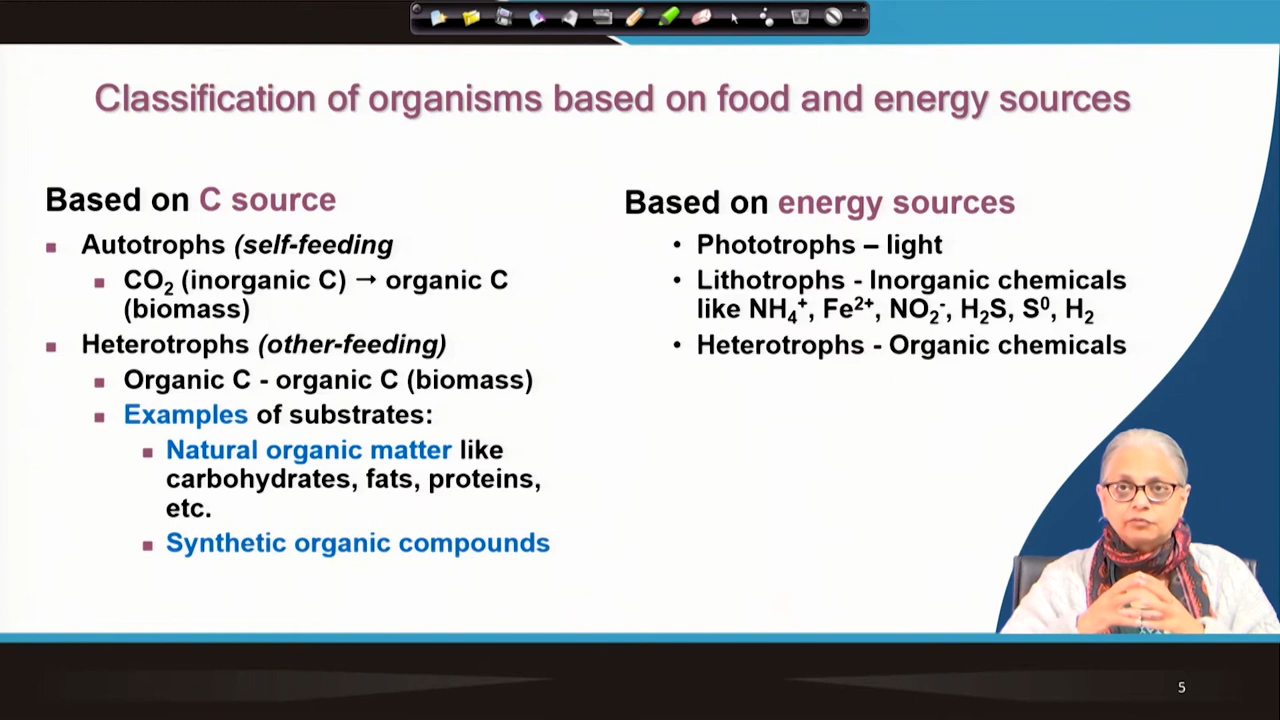 Classification of organisms based on food and energy sources
Based on C source
▪ Autotrophs (self-feeding
▪ CO₂ (inorganic C) → organic C
(biomass)
▪ Heterotrophs (other-feeding)
▪ Organic C - organic C (biomass)
▪ Examples of substrates:
▪ Natural organic matter like
carbohydrates, fats, proteins,
etc.
▪ Synthetic organic compounds
Based on energy sources
• Phototrophs – light
• Lithotrophs - Inorganic chemicals
like NH₄⁺, Fe²⁺, NO₂⁻, H₂S, S⁰, H₂
• Heterotrophs - Organic chemicals
5